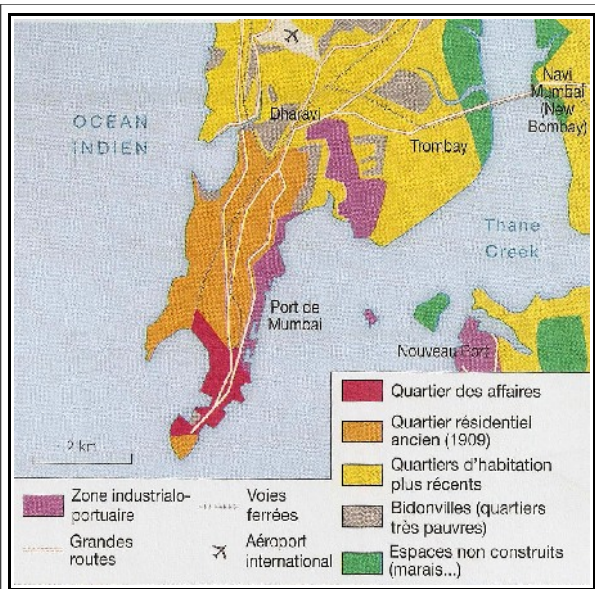 OCEAN
INDIEN
Dharavi
Trombay
Navi
Mumbai
(New
Bombay)
Thane
Creek
Port de
Mumbai
Nouveau Port
2 km
Quartier des affaires
Quartier résidentiel
ancien (1909)
Quartiers d'habitation
plus récents
Bidonvilles (quartiers
très pauvres)
Espaces non construits
(marais...)
Zone industrialo-
portuaire
Grandes
routes
Voies
ferrées
Aéroport
international